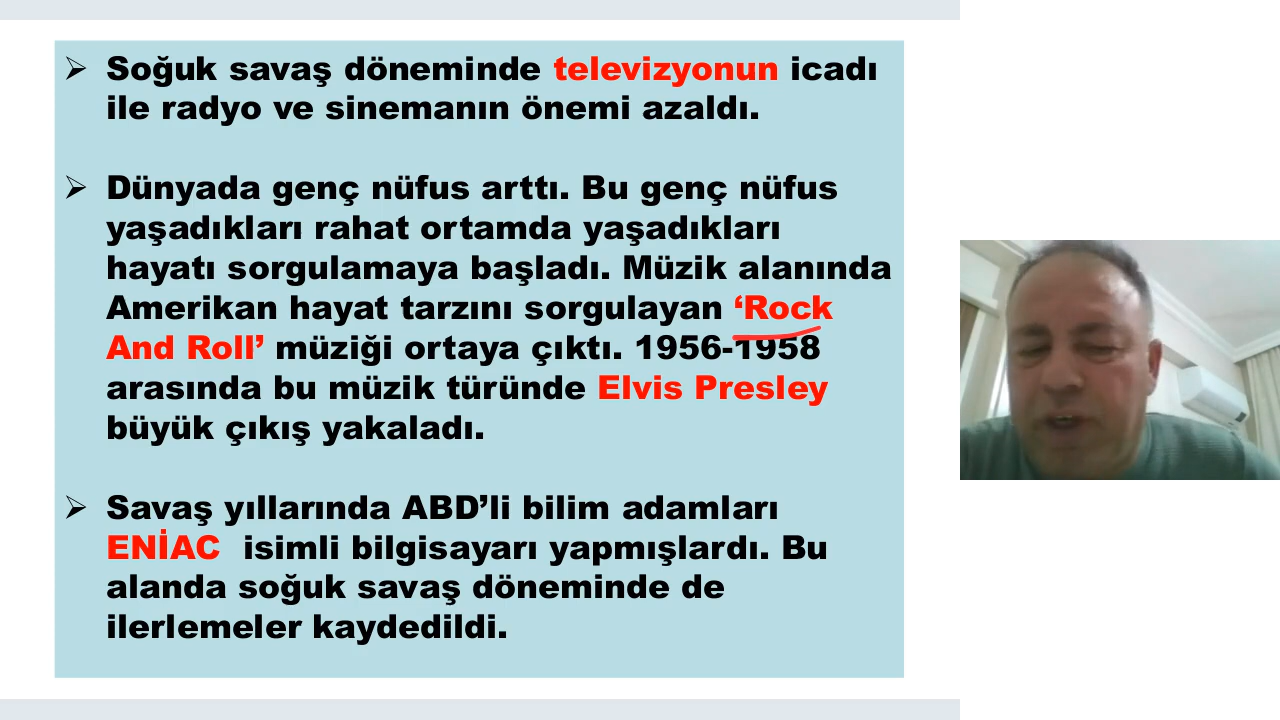 Soğuk savaş döneminde televizyonun icadı
ile radyo ve sinemanın önemi azaldı.
Dünyada genç nüfus arttı. Bu genç nüfus
yaşadıkları rahat ortamda yaşadıkları
hayatı sorgulamaya başladı. Müzik alanında
Amerikan hayat tarzını sorgulayan ‘Rock
And Roll’ müziği ortaya çıktı. 1956-1958
arasında bu müzik türünde Elvis Presley
büyük çıkış yakaladı.
Savaş yıllarında ABD’li bilim adamları
ENİAC isimli bilgisayarı yapmışlardı. Bu
alanda soğuk savaş döneminde de
ilerlemeler kaydedildi.